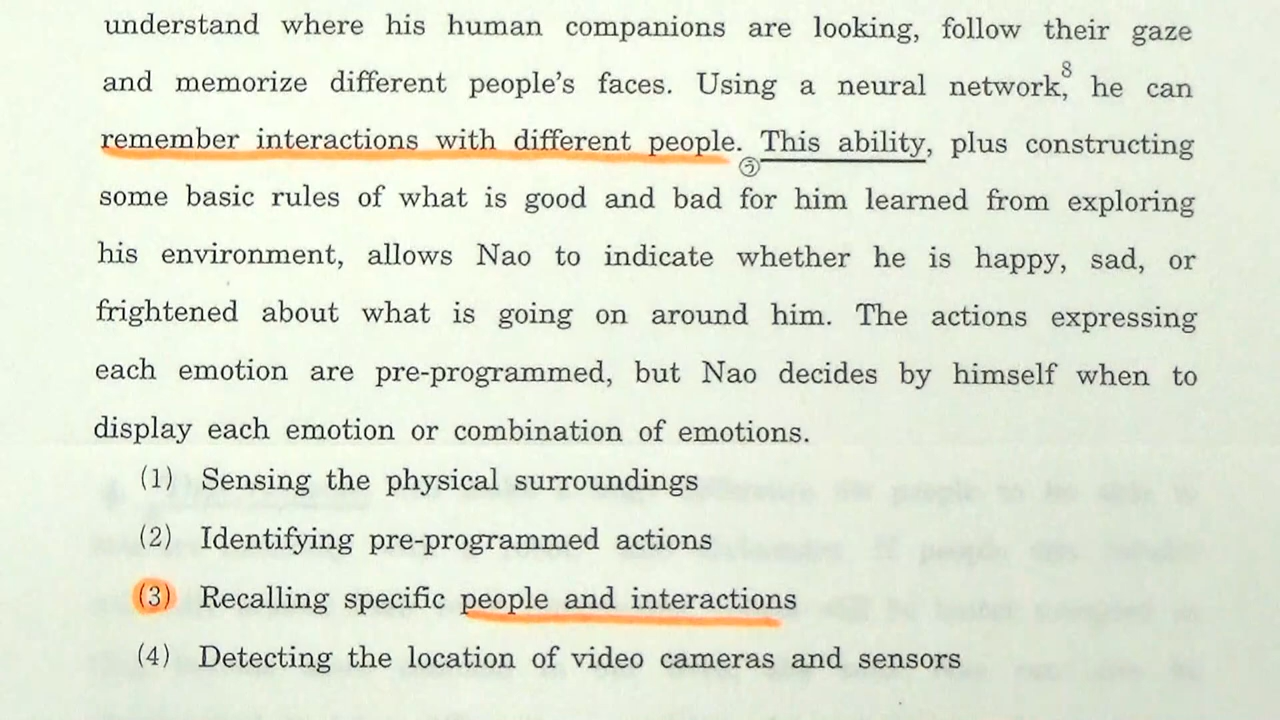 understand where his human companions are looking, follow their gaze
and memorize different people's faces. Using a neural network,⁸ he can
remember interactions with different people. ⑤This ability, plus constructing
some basic rules of what is good and bad for him learned from exploring
his environment, allows Nao to indicate whether he is happy, sad, or
frightened about what is going on around him. The actions expressing
each emotion are pre-programmed, but Nao decides by himself when to
display each emotion or combination of emotions.
(1) Sensing the physical surroundings
(2) Identifying pre-programmed actions
(3) Recalling specific people and interactions
(4) Detecting the location of video cameras and sensors